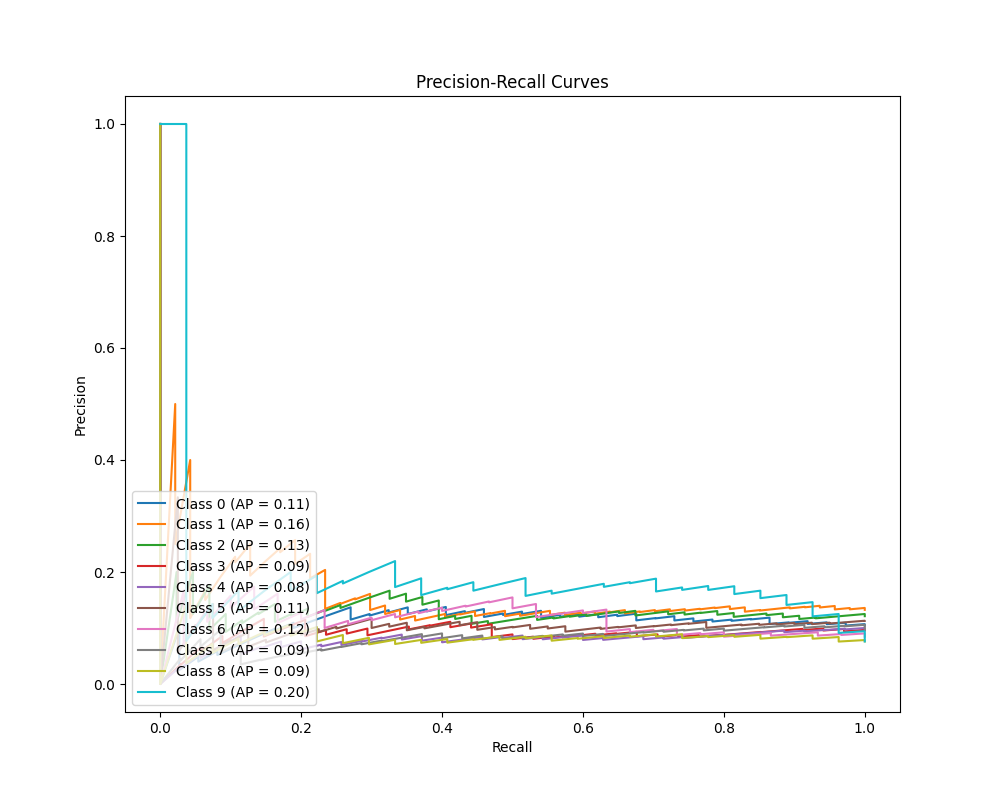 Precision-Recall Curves
Precision
1.0
0.8
0.6
0.4
0.2
0.0
Class 0 (AP = 0.11)
Class 1 (AP = 0.16)
Class 2 (AP = 0.13)
Class 3 (AP = 0.09)
Class 4 (AP = 0.08)
Class 5 (AP = 0.11)
Class 6 (AP = 0.12)
Class 7 (AP = 0.09)
Class 8 (AP = 0.09)
Class 9 (AP = 0.20)
0.0 0.2 0.4 0.6 0.8 1.0
Recall